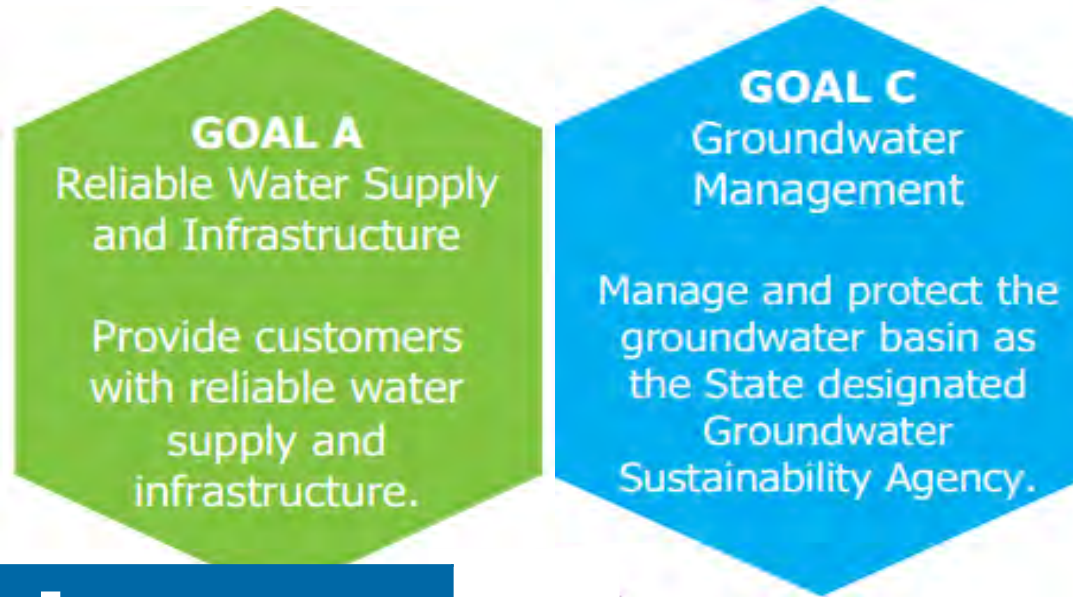 GOAL A
Reliable Water Supply
and Infrastructure
Provide customers
with reliable water
supply and
infrastructure.
GOAL C
Groundwater
Management
Manage and protect the
groundwater basin as
the State designated
Groundwater
Sustainability Agency.